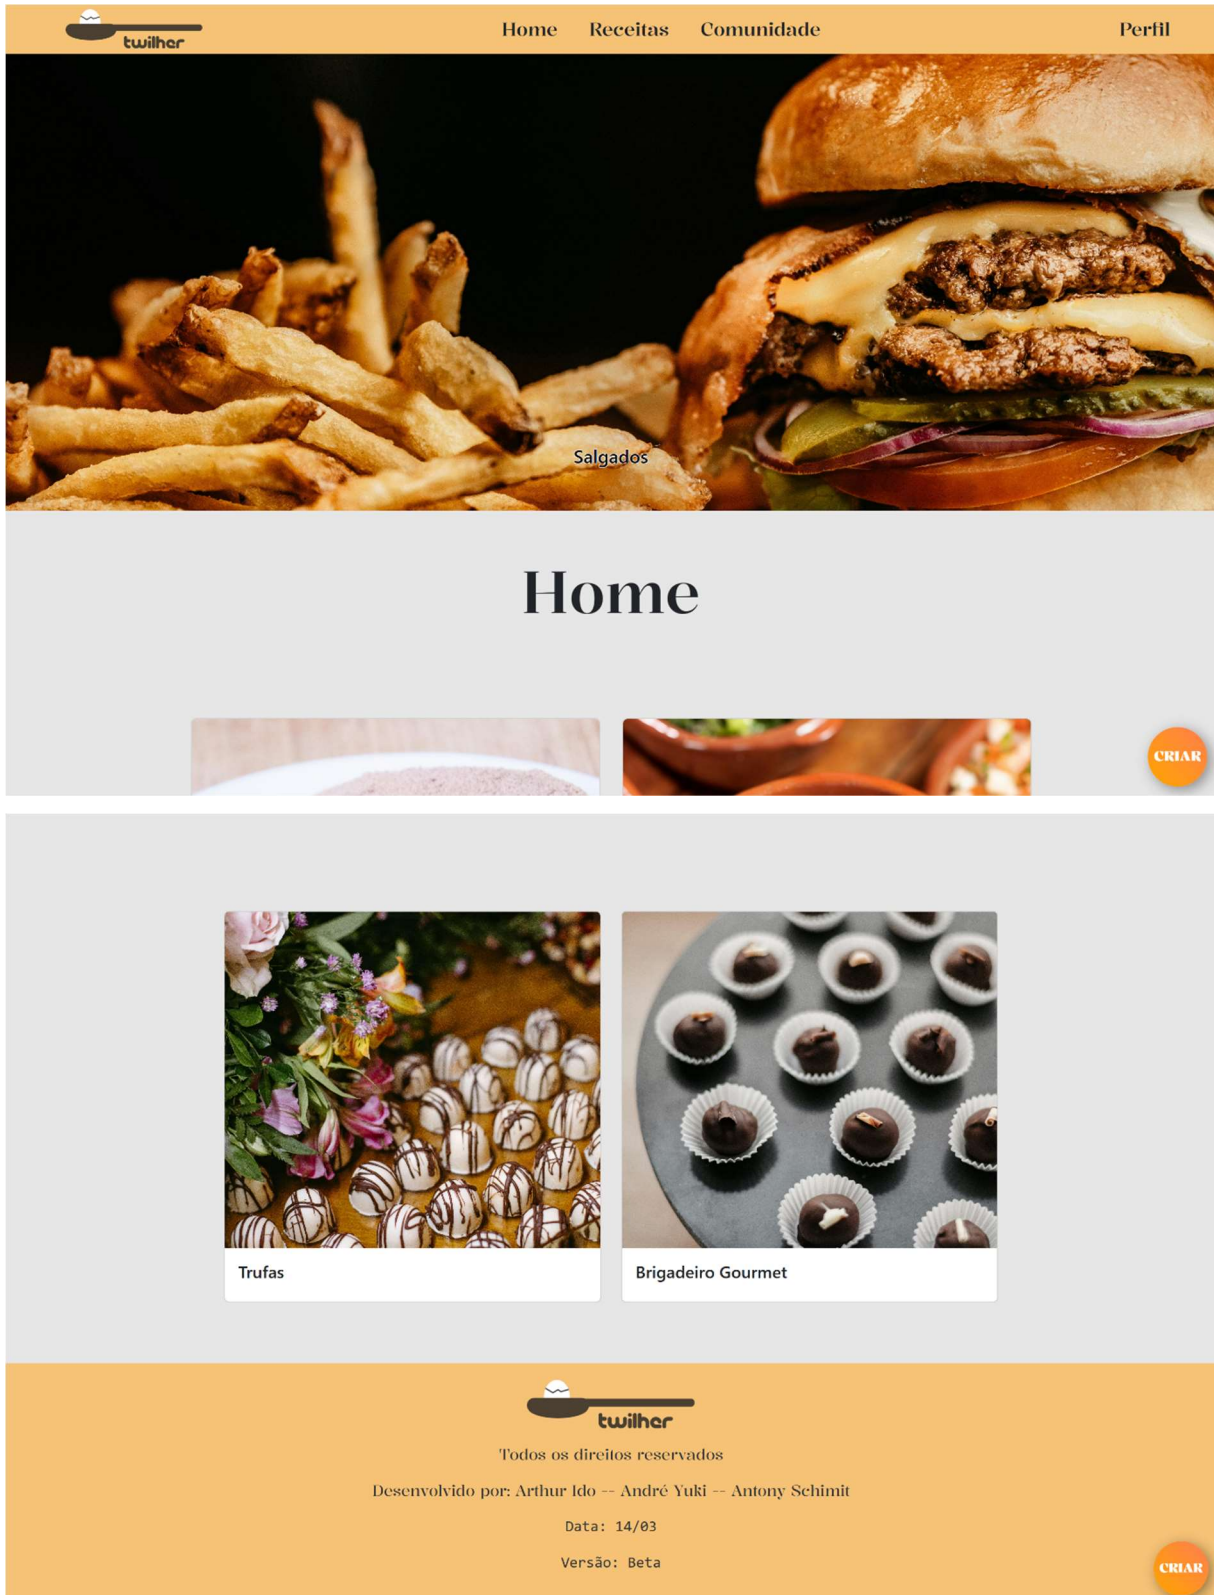 twilher
Home Receitas Comunidade Perfil
Salgados
Home
CRIAR
Trufas
Brigadeiro Gourmet
twilher
Todos os direitos reservados
Desenvolvido por: Arthur Ido -- André Yuki -- Antony Schimit
Data: 14/03
Versão: Beta
CRIAR